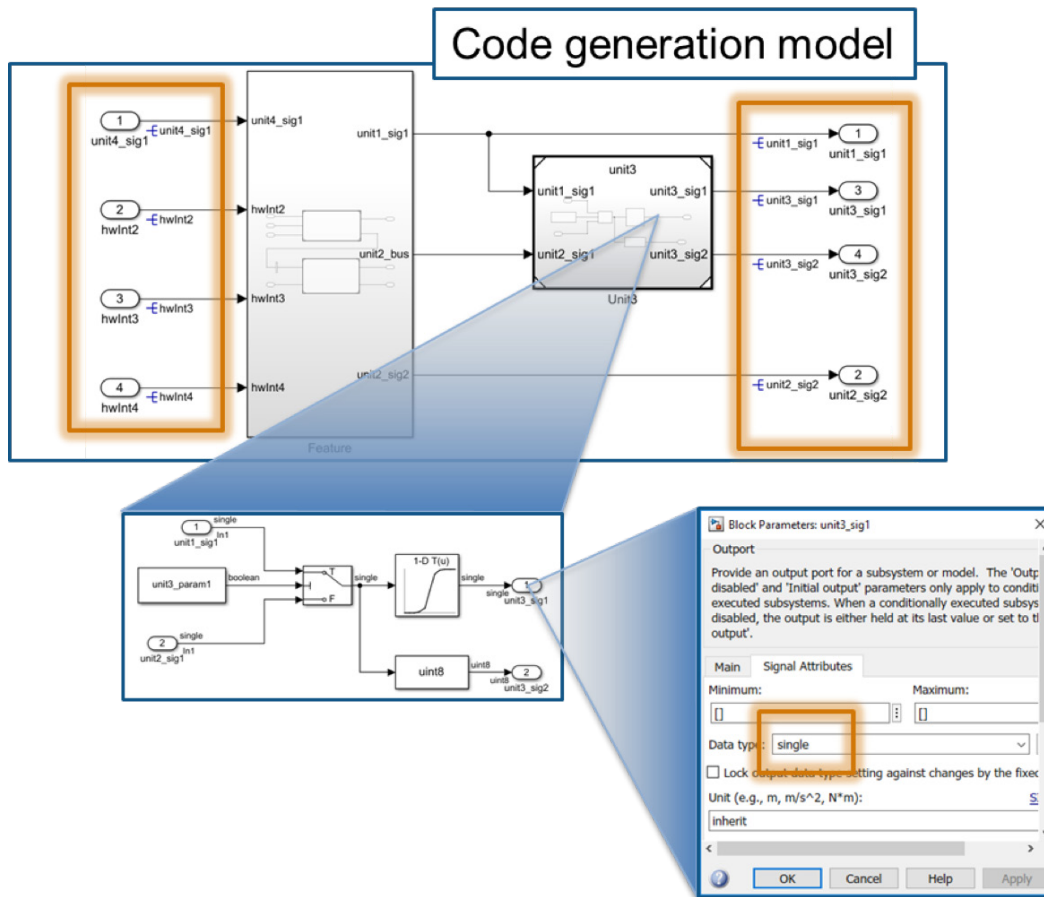 Code generation model
1
unit4_sig1
unit4_sig1
2
hwInt2
hwInt2
3
hwInt3
hwInt3
4
hwInt4
hwInt4
unit4_sig1
unit1_sig1
hwInt2
unit2_bus
hwInt3
hwInt4
unit2_sig2
Feature
unit3
unit1_sig1
unit3_sig1
unit2_sig1
unit3_sig2
Unit3
unit1_sig1
1
unit1_sig1
unit3_sig1
3
unit3_sig1
unit3_sig2
4
unit3_sig2
unit2_sig2
2
unit2_sig2
1
single
In1
unit1_sig1
unit3_param1
boolean
2
single
In1
unit2_sig1
T
F
single
1-D T(u)
single
single
1
unit3_sig1
uint8
uint8
uint8
2
unit3_sig2
Block Parameters: unit3_sig1
Outport
Provide an output port for a subsystem or model. The
disabled' and 'Initial output' parameters only apply to
executed subsystems. When a conditionally executed
disabled, the output is either held at its last value or set to
output'.
Main Signal Attributes
Minimum: Maximum:
[] []
Data type: single
Lock output data type setting against changes by the
Unit (e.g., m, m/s^2, N*m):
inherit
OK Cancel Help Apply